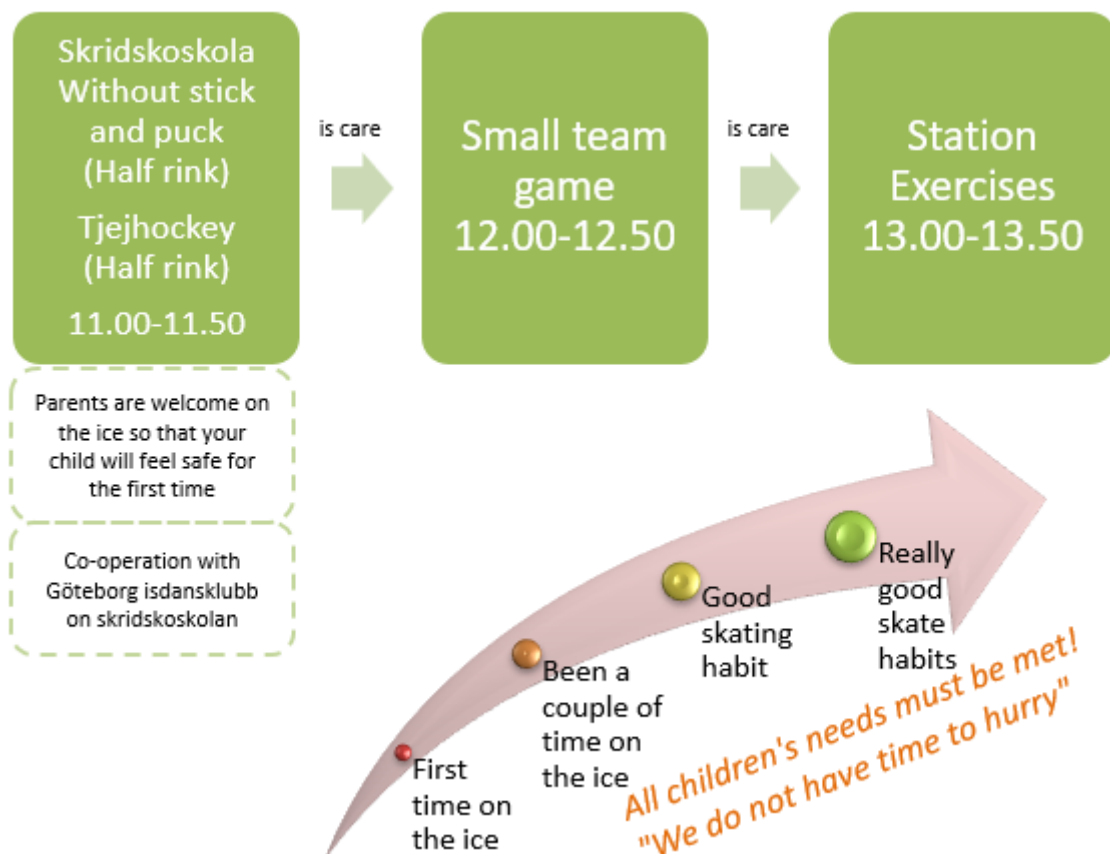 Skridskoskola
Without stick
and puck
(Half rink)
Tjejhockey
(Half rink)
11.00-11.50
is care
Small team
game
12.00-12.50
is care
Station
Exercises
13.00-13.50
Parents are welcome on
the ice so that your
child will feel safe for
the first time
Co-operation with
Göteborg isdansklubb
on skridskoskolan
First
time on
the ice
Been a
couple of
time on
the ice
Good
skating
habit
Really
good
skate
habits
All children's needs must be met!
"We do not have time to hurry"